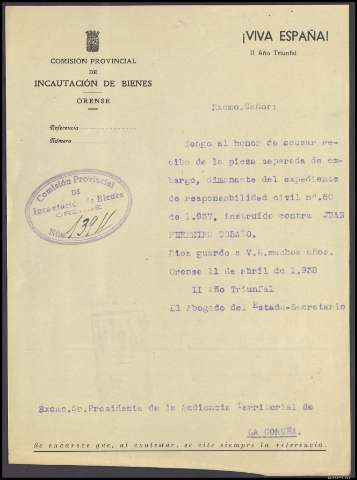 ¡VIVA ESPAÑA!
II Año Triunfal
COMISIÓN PROVINCIAL
DE
INCAUTACIÓN DE BIENES
ORENSE
Referencia
Número
Excmo. Señor:
Tengo el honor de acusar re-
cibo de la pieza separada de em-
bargo, dimanante del expediente
de responsabilidad civil nº.60
de 1.937, instruido contra JUAN
FERREIRO
Dios guarde a V.E. muchos años.
Orense 11 de abril de 1.938
II Año Triunfal
El Abogado del Estado-Secretario
Comisión Provincial
DE
Incautación de Bienes
ORENSE
Núm.
Excmo.Sr.Presidente de la Audiencia Territorial de
LA CORUÑA.
Se encarece que, al contestar, se cite siempre la referencia.